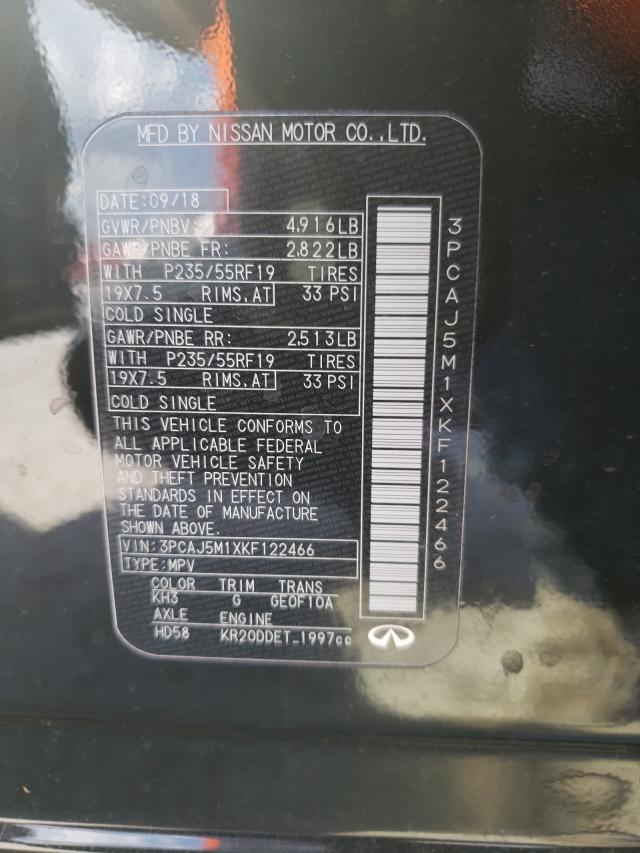 MFD BY NISSAN MOTOR CO.,LTD.
DATE:09/18
GVWR/PNBV: 4.916LB
GAWR/PNBE FR: 2.822LB
WITH P235/55RF19 TIRES
19X7.5 RIMS,AT 33 PSI
COLD SINGLE
GAWR/PNBE RR: 2.513LB
WITH P235/55RF19 TIRES
19X7.5 RIMS,AT 33 PSI
COLD SINGLE
THIS VEHICLE CONFORMS TO
ALL APPLICABLE FEDERAL
MOTOR VEHICLE SAFETY
AND THEFT PREVENTION
STANDARDS IN EFFECT ON
THE DATE OF MANUFACTURE
SHOWN ABOVE.
VIN:3PCAJ5M1XKF122466
TYPE:MPV
COLOR TRIM TRANS
KH3 G GE0F10A
AXLE ENGINE
HD58 KR20DDET_1997cc
3PCAJ5M1XKF122466